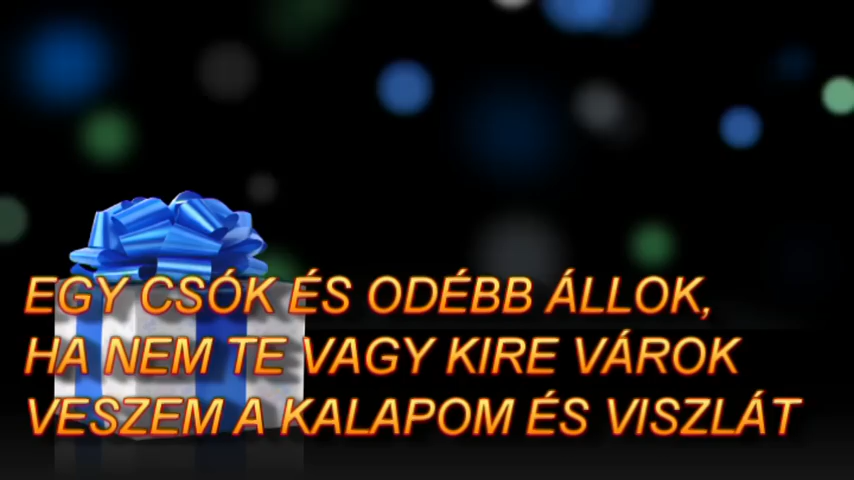 EGY CSÓK ÉS ODÉBB ÁLLOK,
HA NEM TE VAGY KIRE VÁROK
VESZEM A KALAPOM ÉS VISZLÁT